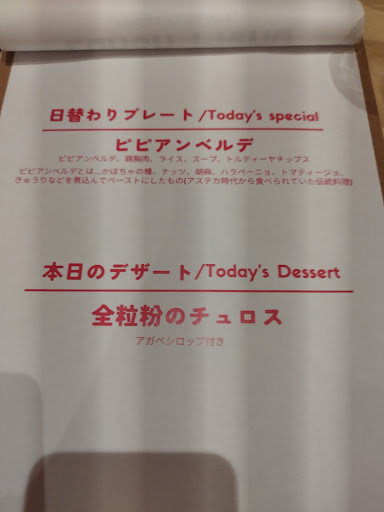 日替わりプレート/Today's special
ピピアンベルデ
ピピアンベルデ、鶏胸肉、ライス、スープ、トルティーヤチップス
ピピアンベルデとは…かぼちゃの種、ナッツ、胡麻、ハラペーニョ、トマティージョ、
きゅうりなどを煮込んでペーストにしたもの(アステカ時代から食べられていた伝統料理)
本日のデザート/Today's Dessert
全粒粉のチュロス
アガベシロップ付き